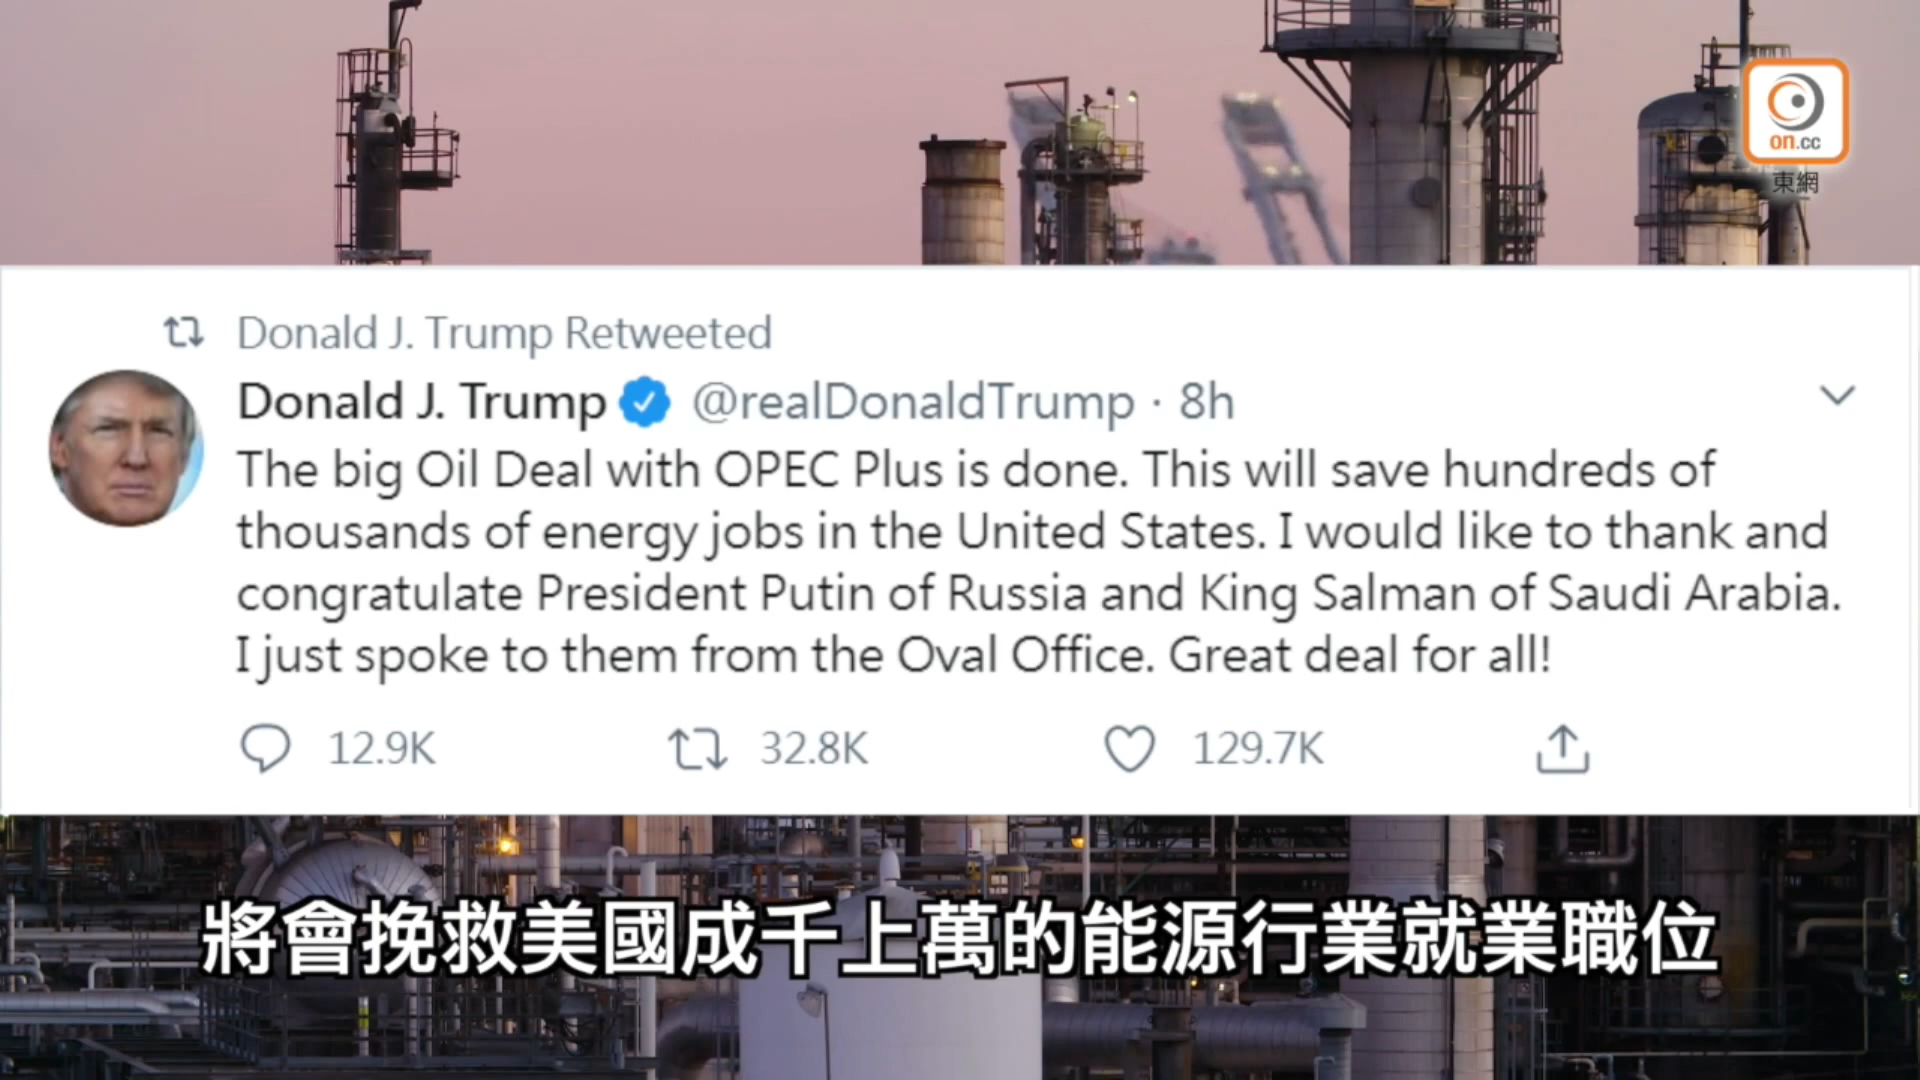 on.cc
東網
Donald J. Trump Retweeted
Donald J. Trump @realDonaldTrump · 8h
The big Oil Deal with OPEC Plus is done. This will save hundreds of
thousands of energy jobs in the United States. I would like to thank and
congratulate President Putin of Russia and King Salman of Saudi Arabia.
I just spoke to them from the Oval Office. Great deal for all!
12.9K 32.8K 129.7K
將會挽救美國成千上萬的能源行業就業職位